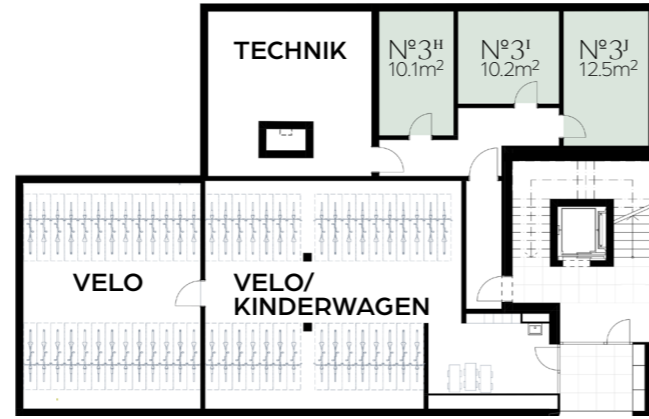 TECHNIK
Nº3ᴴ
10.1m²
Nº3ᴵ
10.2m²
Nº3ᴶ
12.5m²
VELO
VELO/
KINDERWAGEN